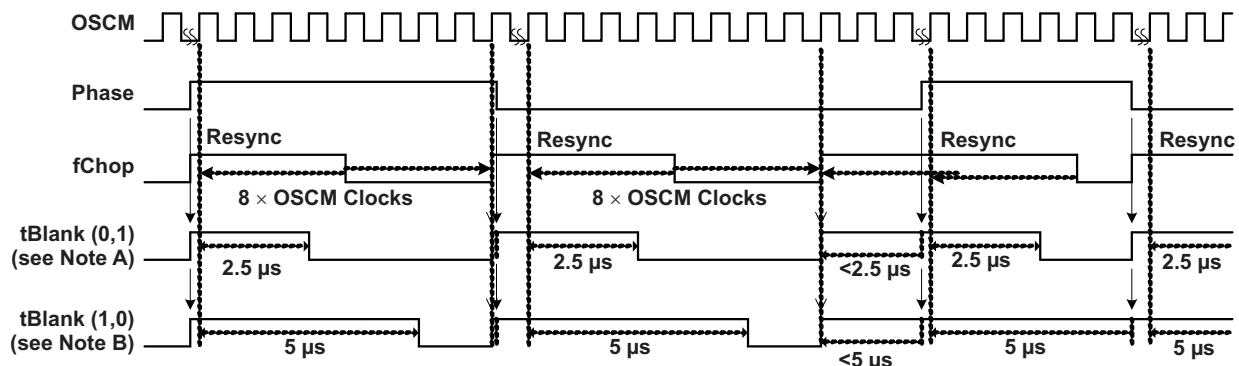 OSCM
Phase
Resync
Resync
Resync
Resync
fChop
8 × OSCM Clocks
8 × OSCM Clocks
tBlank (0,1)
(see Note A)
2.5 µs
2.5 µs
<2.5 µs
2.5 µs
2.5 µs
tBlank (1,0)
(see Note B)
5 µs
5 µs
<5 µs
5 µs
5 µs